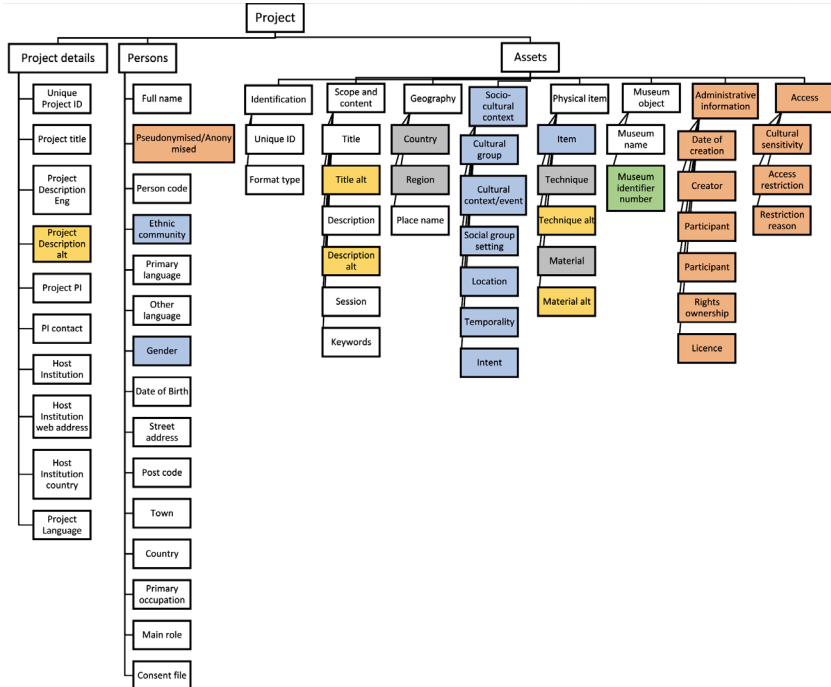 Project
Project details
Persons
Assets
Unique
Project ID
Project title
Project
Description
Eng
Project
Description
alt
Project PI
PI contact
Host
Institution
Host
Institution
web address
Host
Institution
country
Project
Language
Full name
Pseudonymised/Anony
mised
Person code
Ethnic
community
Primary
language
Other
language
Gender
Date of Birth
Street
address
Post code
Town
Country
Primary
occupation
Main role
Consent file
Identification
Unique ID
Format type
Scope and
content
Title
Title alt
Description
Description
alt
Session
Keywords
Geography
Country
Region
Place name
Socio-
cultural
context
Cultural
group
Cultural
context/event
Social group
setting
Location
Temporality
Intent
Physical item
Item
Technique
Technique alt
Material
Material alt
Museum
object
Museum
name
Museum
identifier
number
Administrative
information
Date of
creation
Creator
Participant
Participant
Rights
ownership
Licence
Access
Cultural
sensitivity
Access
restriction
Restriction
reason